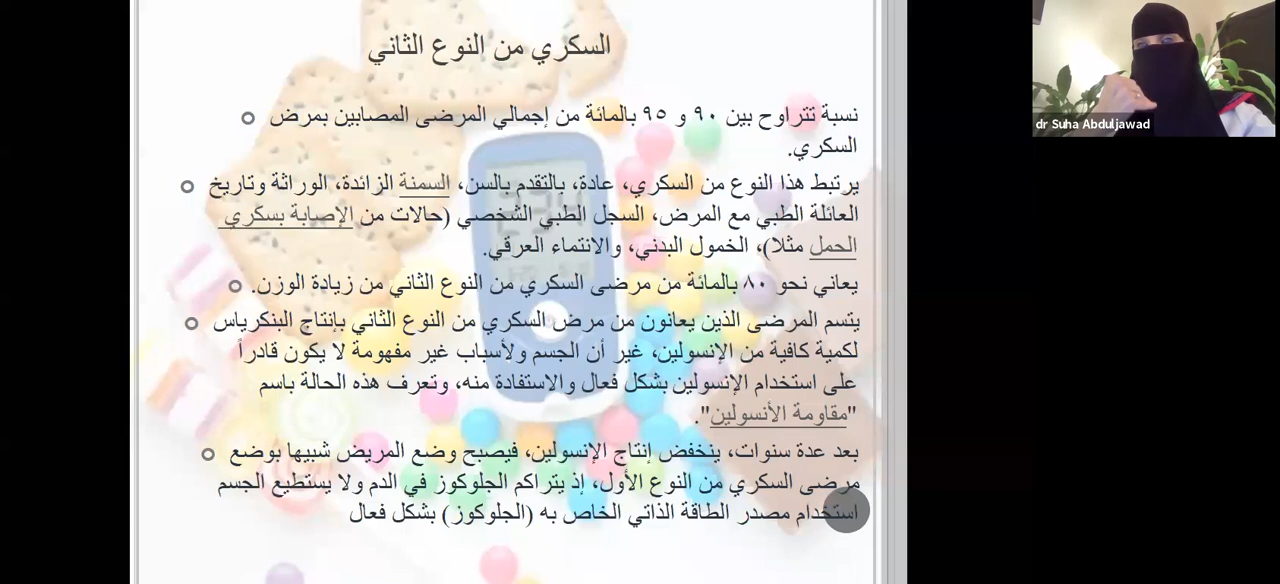 السكري من النوع الثاني
نسبة تتراوح بين ٩٠ و ٩٥ بالمائة من إجمالي المرضى المصابين بمرض
السكري.
يرتبط هذا النوع من السكري، عادة، بالتقدم بالسن، السمنة الزائدة، الوراثة وتاريخ
العائلة الطبي مع المرض، السجل الطبي الشخصي (حالات من الإصابة بسكري
الحمل مثلا)، الخمول البدني، والانتماء العرقي.
يعاني نحو ٨٠ بالمائة من مرضى السكري من النوع الثاني من زيادة الوزن.
يتسم المرضى الذين يعانون من مرض السكري من النوع الثاني بإنتاج البنكرياس
لكمية كافية من الإنسولين، غير أن الجسم ولأسباب غير مفهومة لا يكون قادراً
على استخدام الإنسولين بشكل فعال والاستفادة منه، وتعرف هذه الحالة باسم
"مقاومة الأنسولين".
بعد عدة سنوات، ينخفض إنتاج الإنسولين، فيصبح وضع المريض شبيها بوضع
مرضى السكري من النوع الأول، إذ يتراكم الجلوكوز في الدم ولا يستطيع الجسم
استخدام مصدر الطاقة الذاتي الخاص به (الجلوكوز) بشكل فعال
dr Suha Abduljawad